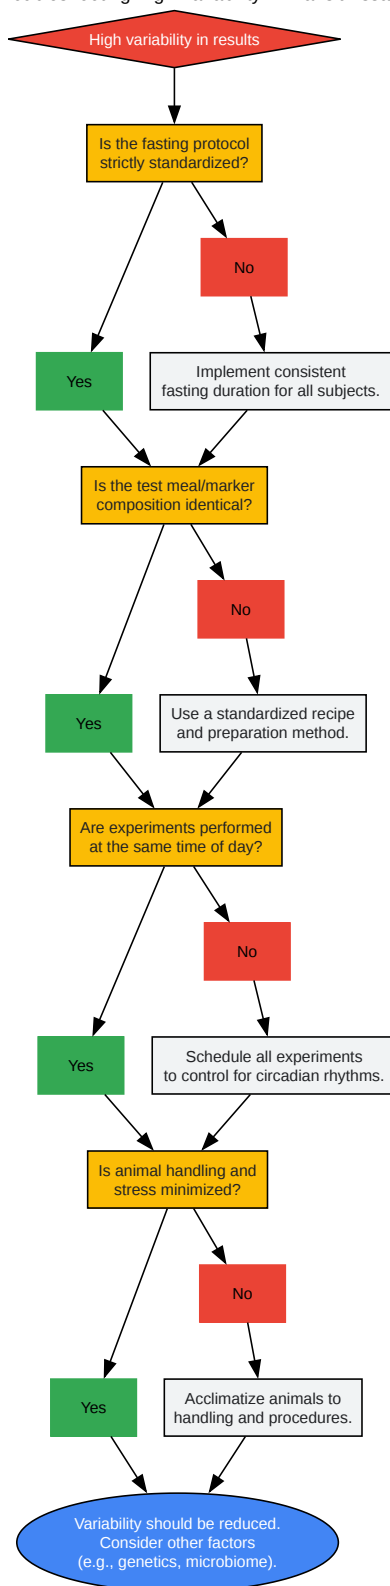 High variability in results
Is the fasting protocol
strictly standardized?
No
Yes
Implement consistent
fasting duration for all subjects.
Is the test meal/marker
composition identical?
No
Yes
Use a standardized recipe
and preparation method.
Are experiments performed
at the same time of day?
No
Yes
Schedule all experiments
to control for circadian rhythms.
Is animal handling and
stress minimized?
No
Yes
Acclimatize animals to
handling and procedures.
Variability should be reduced.
Consider other factors
(e.g., genetics, microbiome).